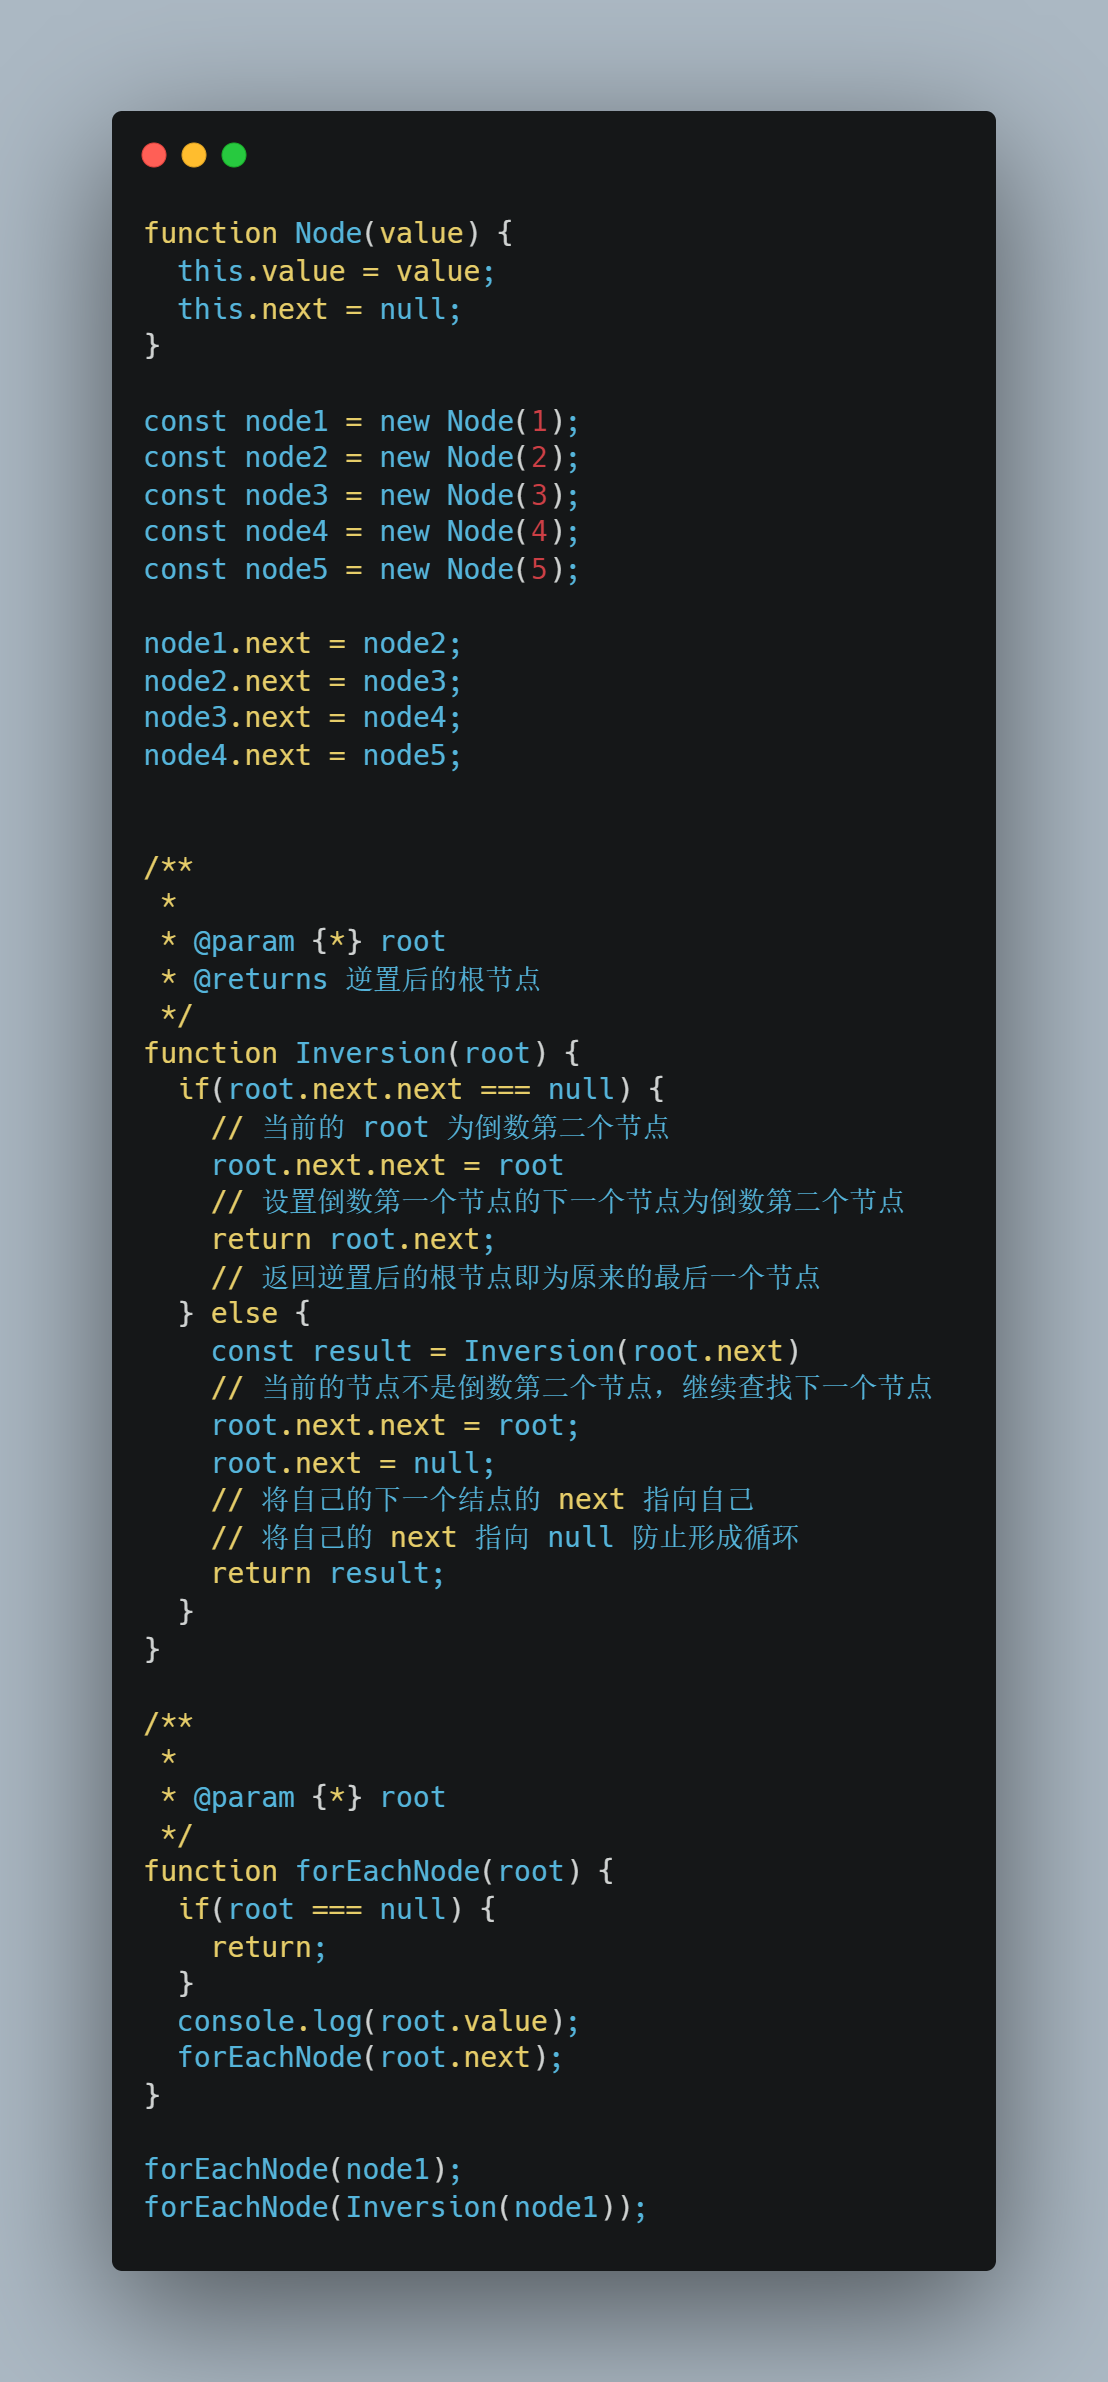 function Node(value) {
  this.value = value;
  this.next = null;
}

const node1 = new Node(1);
const node2 = new Node(2);
const node3 = new Node(3);
const node4 = new Node(4);
const node5 = new Node(5);

node1.next = node2;
node2.next = node3;
node3.next = node4;
node4.next = node5;


/**
 *
 * @param {*} root
 * @returns 逆置后的根节点
 */
function Inversion(root) {
  if(root.next.next === null) {
    // 当前的 root 为倒数第二个节点
    root.next.next = root
    // 设置倒数第一个节点的下一个节点为倒数第二个节点
    return root.next;
    // 返回逆置后的根节点即为原来的最后一个节点
  } else {
    const result = Inversion(root.next)
    // 当前的节点不是倒数第二个节点，继续查找下一个节点
    root.next.next = root;
    root.next = null;
    // 将自己的下一个结点的 next 指向自己
    // 将自己的 next 指向 null 防止形成循环
    return result;
  }
}

/**
 *
 * @param {*} root
 */
function forEachNode(root) {
  if(root === null) {
    return;
  }
  console.log(root.value);
  forEachNode(root.next);
}

forEachNode(node1);
forEachNode(Inversion(node1));